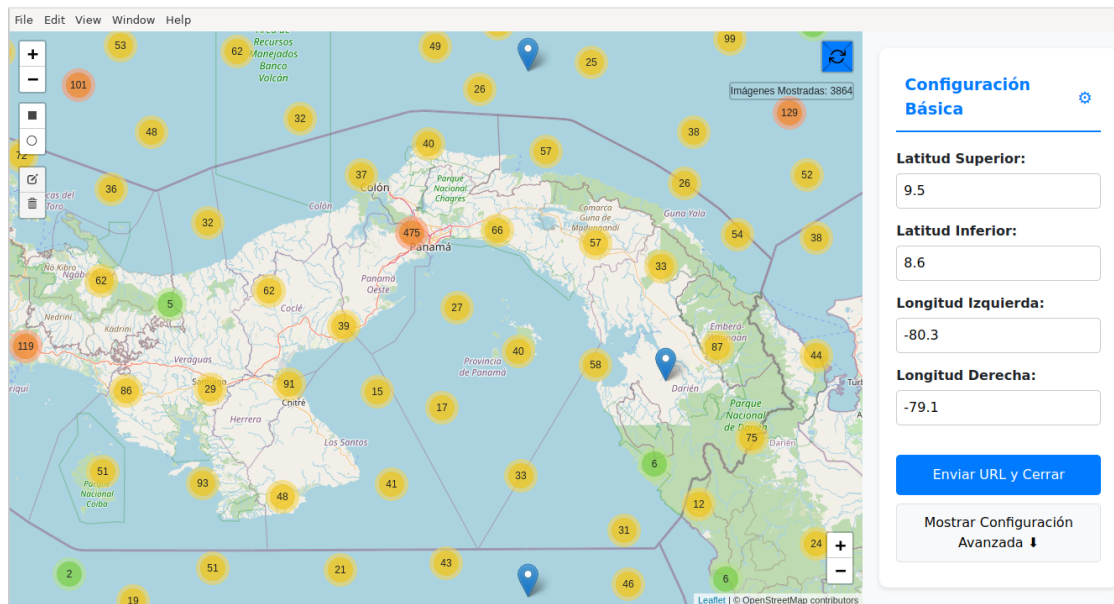 File Edit View Window Help
53
62
Recursos
Manejados
Banco
Volcán
49
25
99
+
−
101
26
Imágenes Mostradas: 3864
129
48
32
38
72
40
57
52
36
37
Colón
Parque
Nacional
Chagres
26
Toro
32
Colón
475
Panamá
66
Comarca
Guna de
Madungandí
57
Guna Yala
54
38
33
No Kribo
62
5
62
Panamá
Oeste
Coclé
27
Nedrini
Kädriri
39
119
Veraguas
40
Provincia
de Panamá
58
Emberá-
87
44
Darién
86
29
91
Chitré
15
17
Herrera
Los Santos
Parque
Nacional
de Darién
75
Darién
51
Parque
Nacional
Coiba
93
48
41
33
6
12
31
24
2
51
21
43
46
6
19
+
−
Leaflet | © OpenStreetMap contributors
Configuración
Básica
Latitud Superior:
9.5
Latitud Inferior:
8.6
Longitud Izquierda:
-80.3
Longitud Derecha:
-79.1
Enviar URL y Cerrar
Mostrar Configuración
Avanzada ⬇